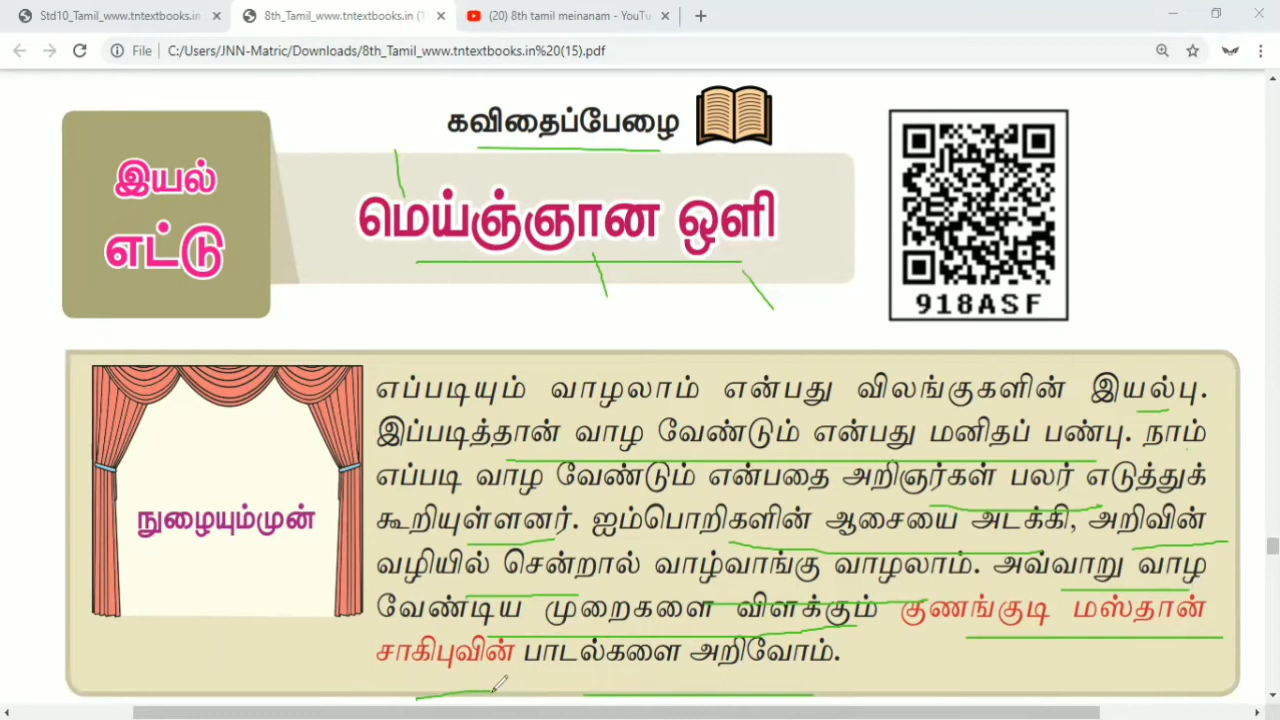 Std10_Tamil_www.tntextbooks.in
8th_Tamil_www.tntextbooks.in (1
(20) 8th tamil meinanam - YouTu
File
C:/Users/JNN-Matric/Downloads/8th_Tamil_www.tntextbooks.in%20(15).pdf
கவிதைப்பேழை
இயல்
எட்டு
மெய்ஞ்ஞான ஒளி
918ASF
நுழையும்முன்
எப்படியும் வாழலாம் என்பது விலங்குகளின் இயல்பு.
இப்படித்தான் வாழ வேண்டும் என்பது மனிதப் பண்பு. நாம்
எப்படி வாழ வேண்டும் என்பதை அறிஞர்கள் பலர் எடுத்துக்
கூறியுள்ளனர். ஐம்பொறிகளின் ஆசையை அடக்கி, அறிவின்
வழியில் சென்றால் வாழ்வாங்கு வாழலாம். அவ்வாறு வாழ
வேண்டிய முறைகளை விளக்கும் குணங்குடி மஸ்தான்
சாகிபுவின் பாடல்களை அறிவோம்.